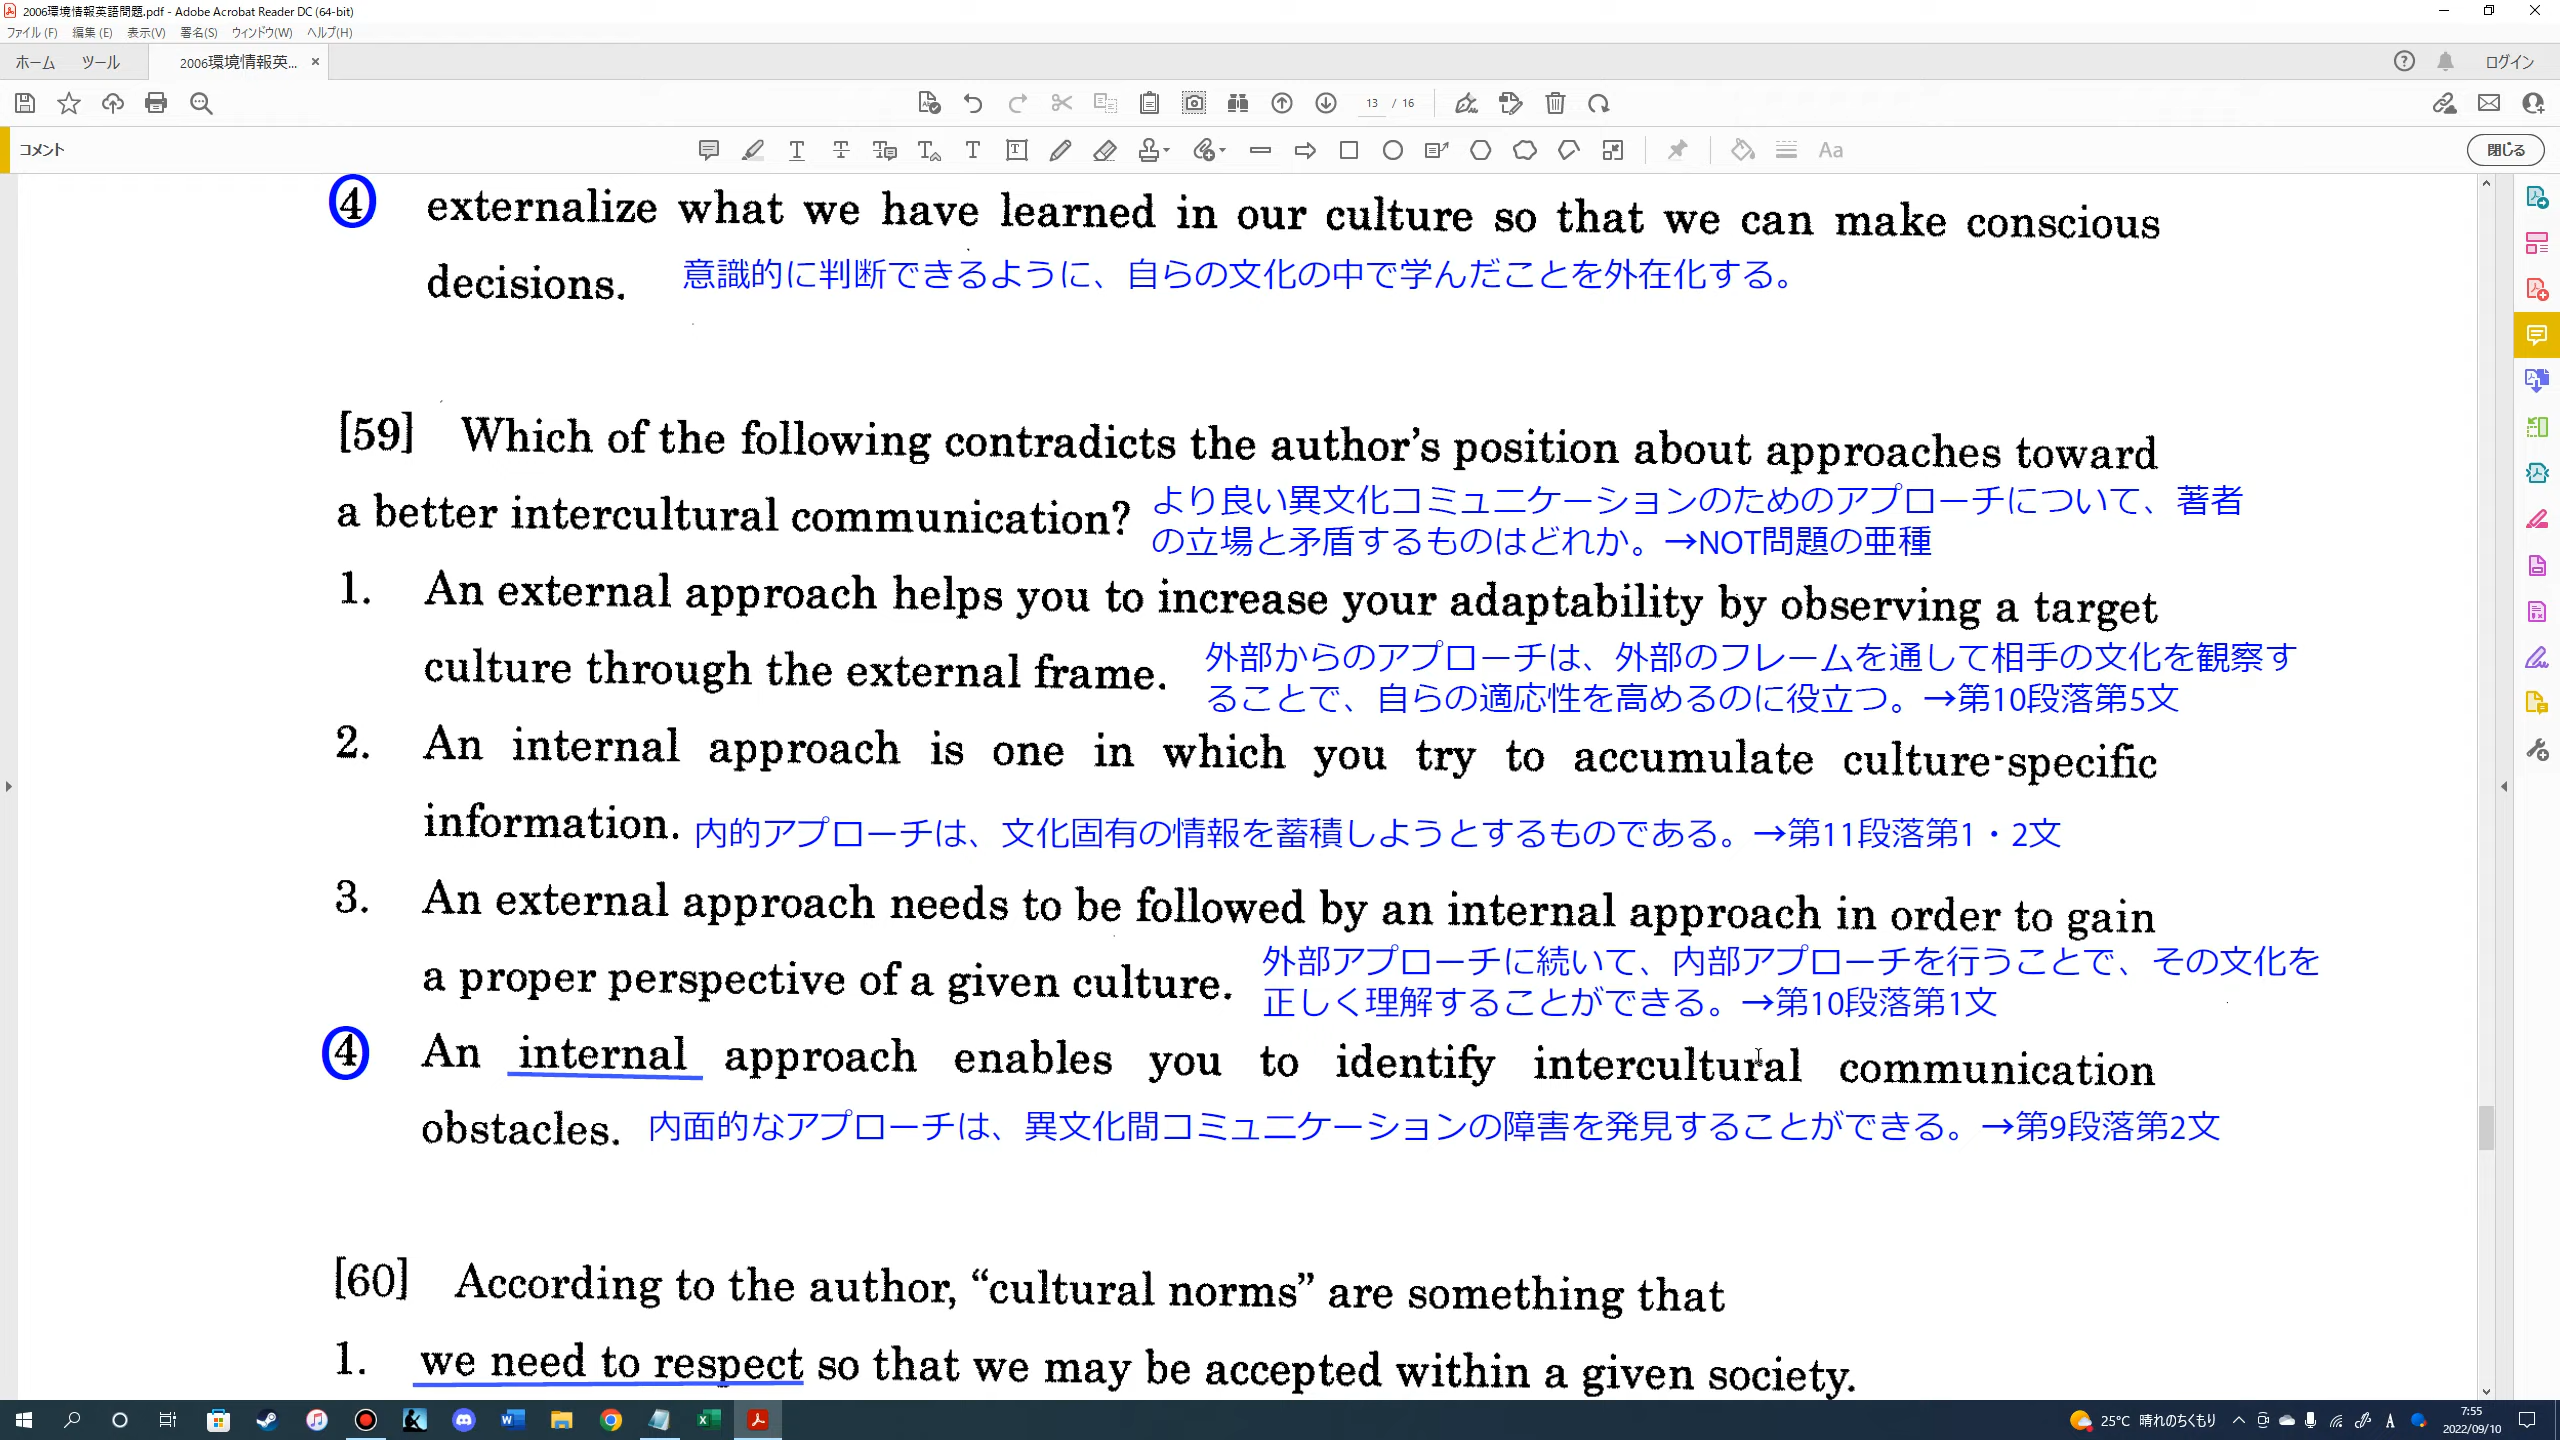 2006環境情報英語問題.pdf - Adobe Acrobat Reader DC (64-bit)
ファイル(F) 編集(E) 表示(V) 署名(S) ウィンドウ(W) ヘルプ(H)
ホーム ツール 2006環境情報英... × ログイン
13 / 16
コメント Aa 閉じる
4 externalize what we have learned in our culture so that we can make conscious
decisions. 意識的に判断できるように、自らの文化の中で学んだことを外在化する。
[59] Which of the following contradicts the author's position about approaches toward
a better intercultural communication? より良い異文化コミュニケーションのためのアプローチについて、著者
の立場と矛盾するものはどれか。→NOT問題の亜種
1. An external approach helps you to increase your adaptability by observing a target
culture through the external frame. 外部からのアプローチは、外部のフレームを通して相手の文化を観察す
ることで、自らの適応性を高めるのに役立つ。→第10段落第5文
2. An internal approach is one in which you try to accumulate culture-specific
information. 内的アプローチは、文化固有の情報を蓄積しようとするものである。→第11段落第1・2文
3. An external approach needs to be followed by an internal approach in order to gain
a proper perspective of a given culture. 外部アプローチに続いて、内部アプローチを行うことで、その文化を
正しく理解することができる。→第10段落第1文
4 An internal approach enables you to identify intercultural communication
obstacles. 内面的なアプローチは、異文化間コミュニケーションの障害を発見することができる。→第9段落第2文
[60] According to the author, “cultural norms” are something that
1. we need to respect so that we may be accepted within a given society.
25°C 晴れのちくもり A 7:55
2022/09/10